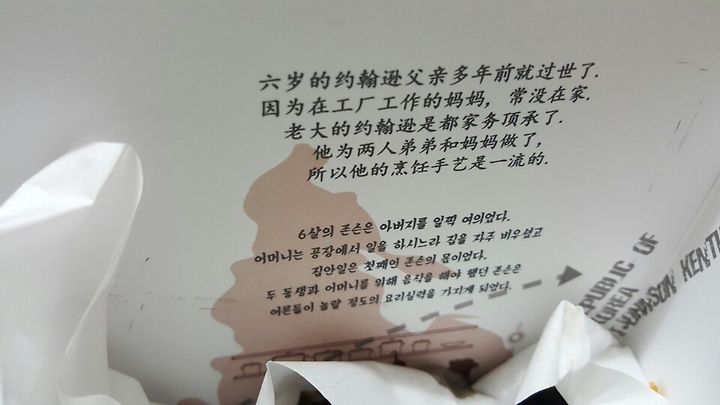 六岁的约翰逊父亲多年前就过世了.
因为在工厂工作的妈妈, 常没在家.
老大的约翰逊是都家务顶承了.
他为两人弟弟和妈妈做了,
所以他的烹饪手艺是一流的.
6살의 존슨은 아버지를 일찍 여의었다.
어머니는 공장에서 일을 하시느라 집을 자주 비우셨고
집안일은 첫째인 존슨의 몫이었다.
두 동생과 어머니를 위해 음식을 해야 했던 존슨은
어른들이 놀랄 정도의 요리실력을 가지게 되었다.
PUBLIC OF
KOREA
JOHNSON KENTU